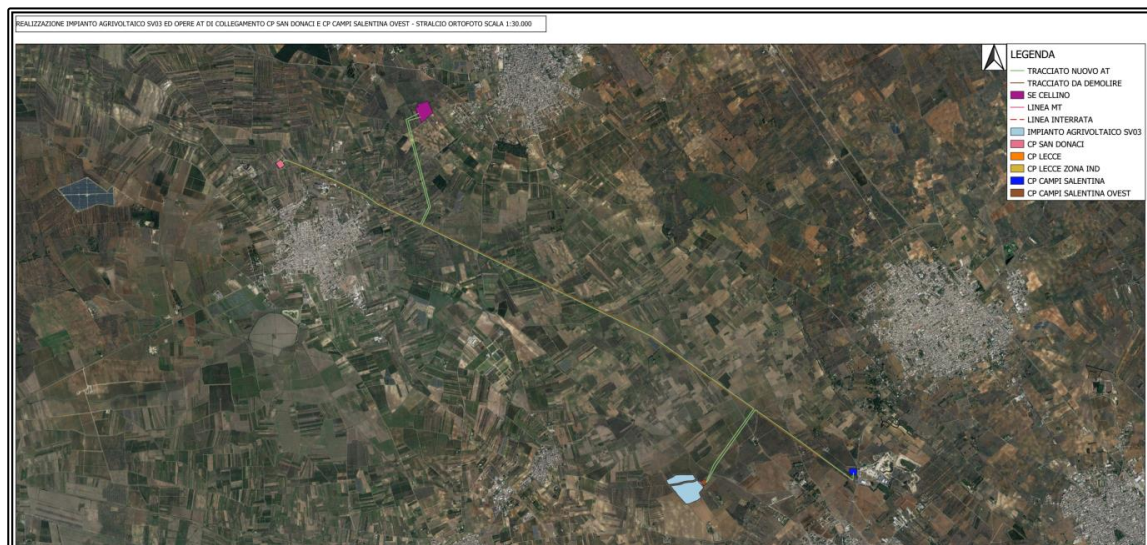 REALIZZAZIONE IMPIANTO AGRIVOLTAICO SV03 ED OPERE AT DI COLLEGAMENTO CP SAN DONACI E CP CAMPI SALENTINA OVEST - STRALCIO ORTOFOTO SCALA 1:30.000
LEGENDA
TRACCIATO NUOVO AT
TRACCIATO DA DEMOLIRE
SE CELLINO
LINEA MT
LINEA INTERRATA
IMPIANTO AGRIVOLTAICO SV03
CP SAN DONACI
CP LECCE
CP LECCE ZONA IND
CP CAMPI SALENTINA
CP CAMPI SALENTINA OVEST